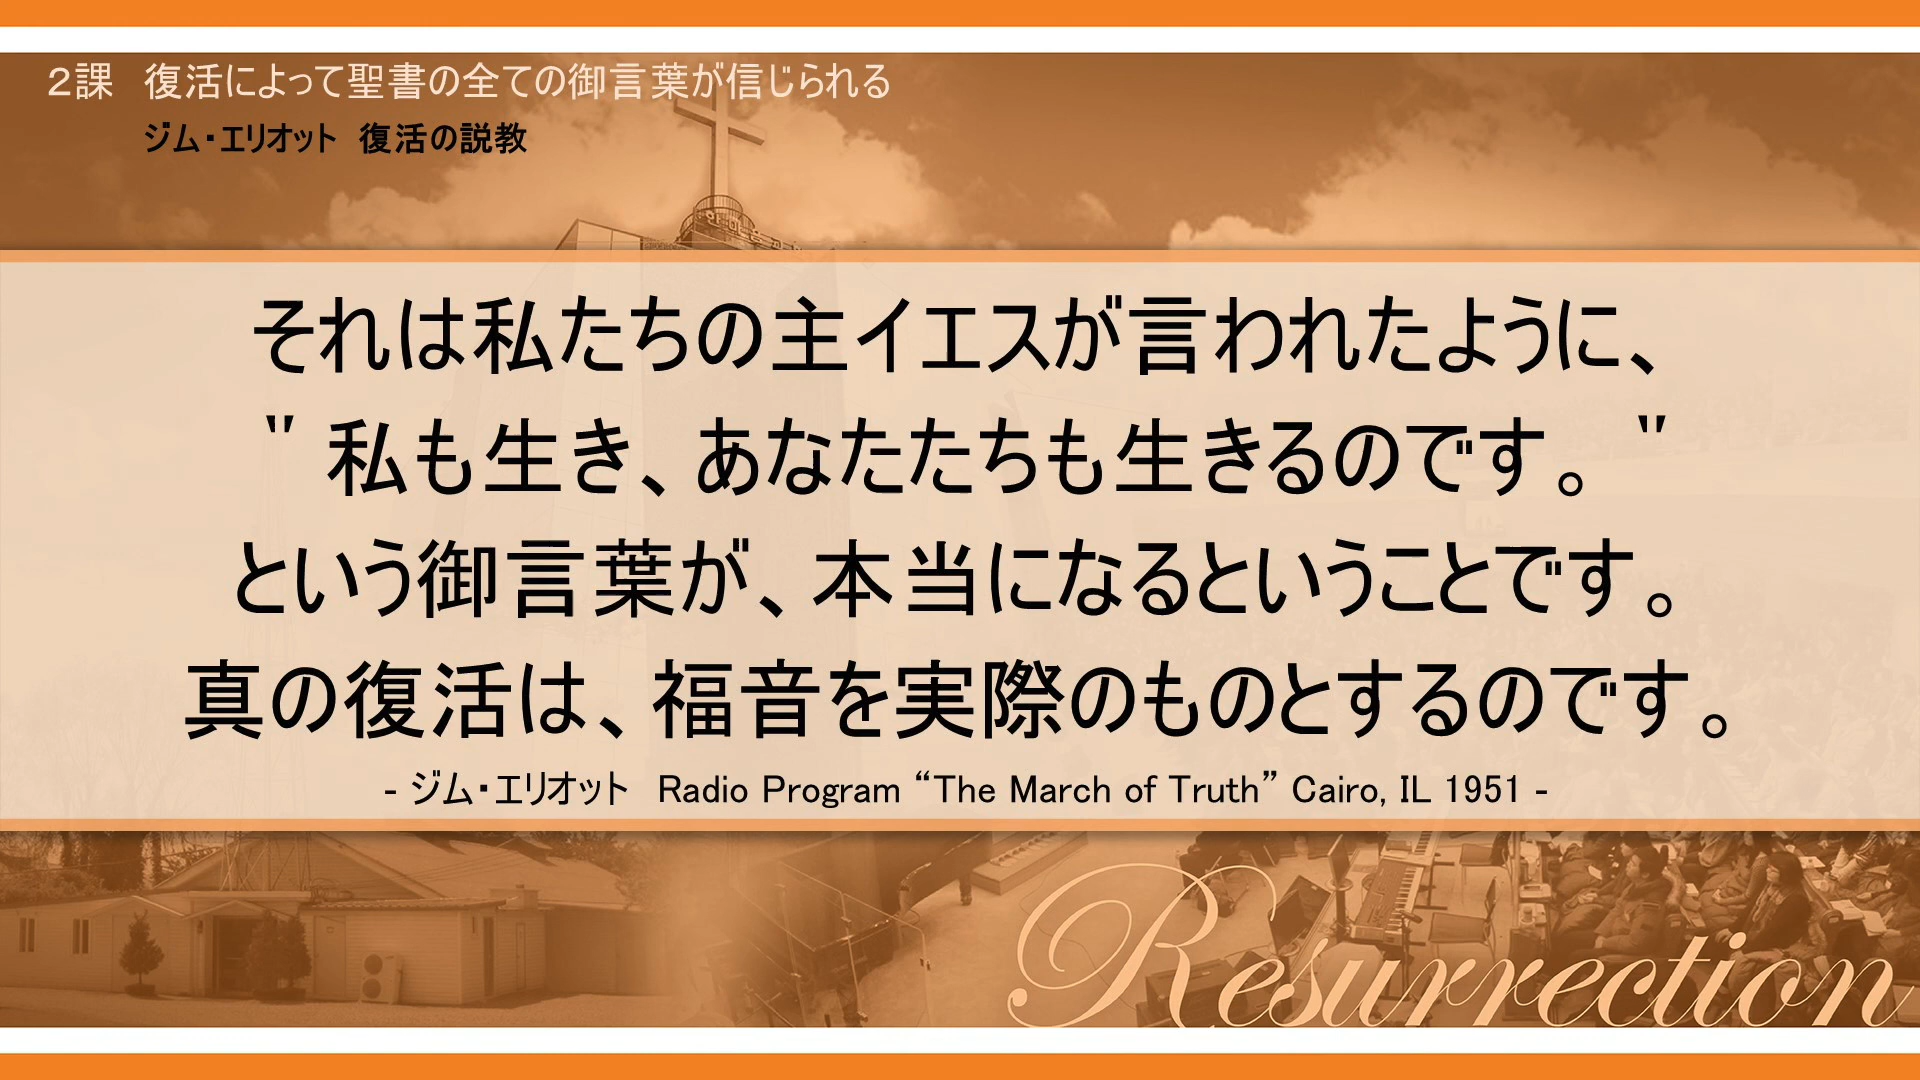 ２課　復活によって聖書の全ての御言葉が信じられる
ジム・エリオット　復活の説教
それは私たちの主イエスが言われたように、
" 私も生き、あなたたちも生きるのです。"
という御言葉が、本当になるということです。
真の復活は、福音を実際のものとするのです。
- ジム・エリオット　Radio Program “The March of Truth” Cairo, IL 1951 -
Resurrection